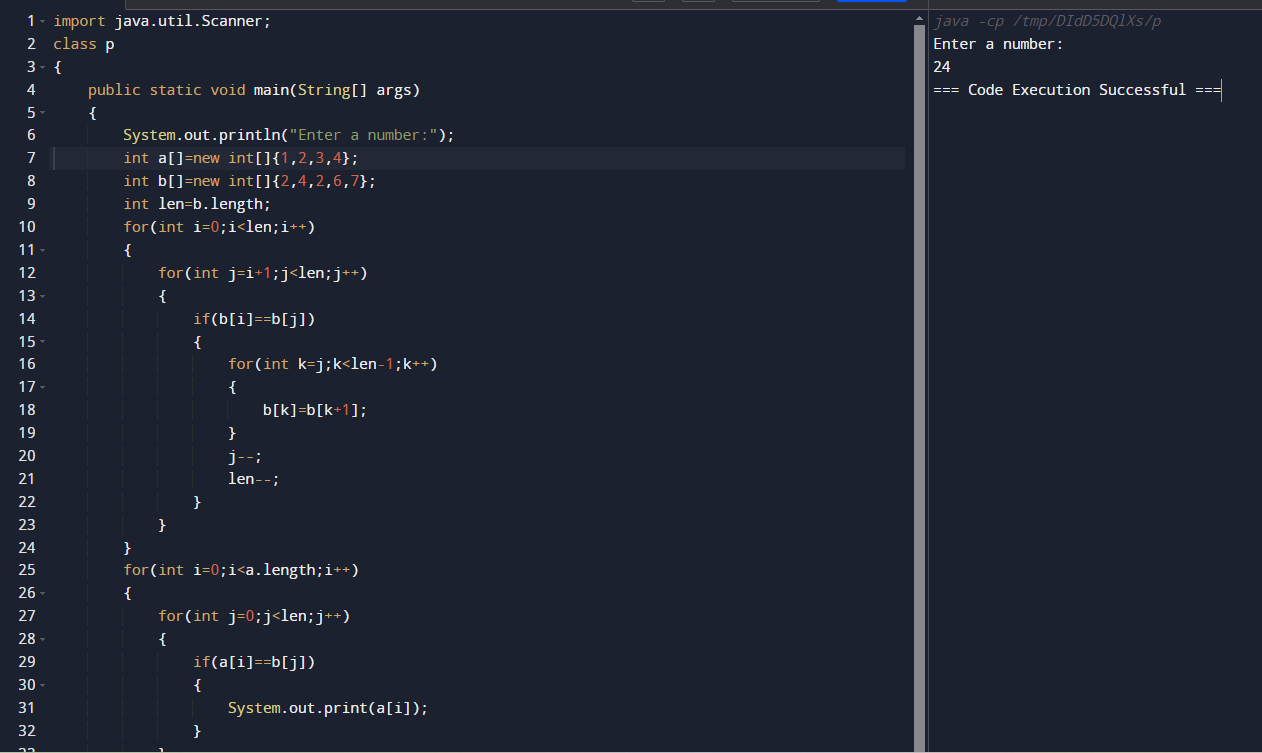 1 import java.util.Scanner;
2 class p
3 {
4     public static void main(String[] args)
5     {
6         System.out.println("Enter a number:");
7         int a[]=new int[]{1,2,3,4};
8         int b[]=new int[]{2,4,2,6,7};
9         int len=b.length;
10         for(int i=0;i<len;i++)
11         {
12             for(int j=i+1;j<len;j++)
13             {
14                 if(b[i]==b[j])
15                 {
16                     for(int k=j;k<len-1;k++)
17                     {
18                         b[k]=b[k+1];
19                     }
20                     j--;
21                     len--;
22                 }
23             }
24         }
25         for(int i=0;i<a.length;i++)
26         {
27             for(int j=0;j<len;j++)
28             {
29                 if(a[i]==b[j])
30                 {
31                     System.out.print(a[i]);
32                 }
java -cp /tmp/DIdD5DQlXs/p
Enter a number:
24
=== Code Execution Successful ===